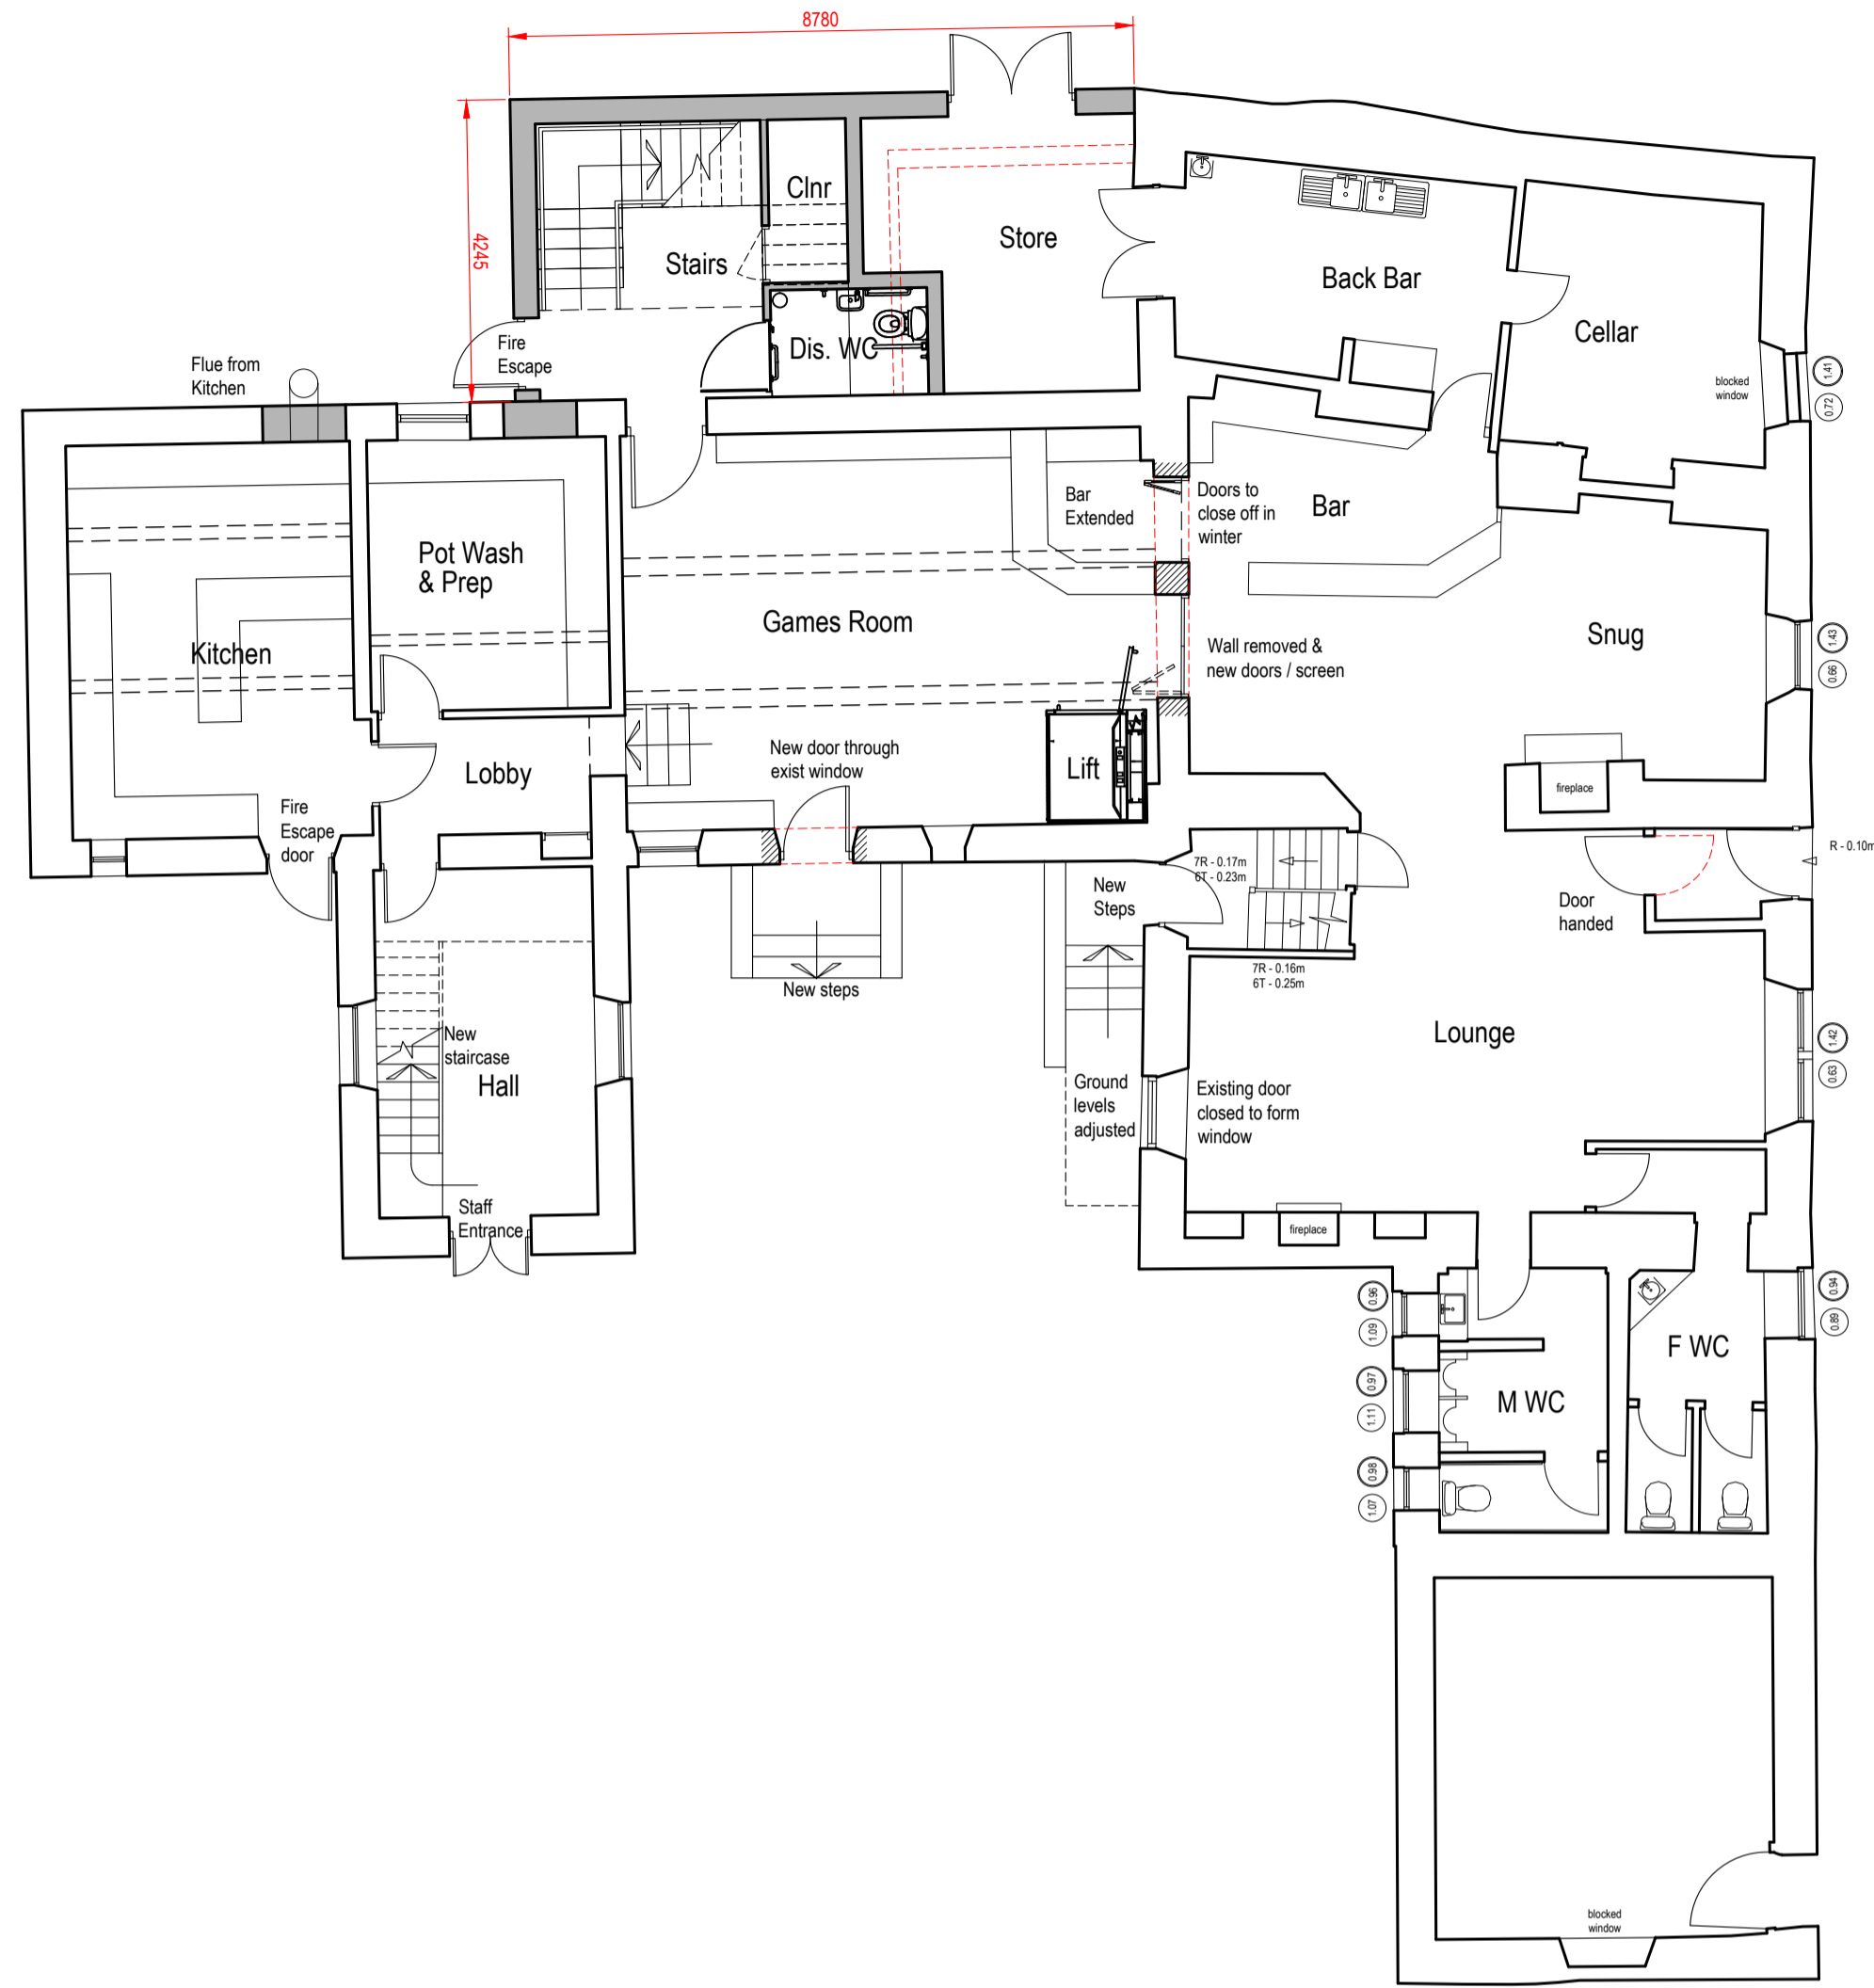 8780
4245
Clnr
Stairs
Store
Back Bar
Cellar
Dis. WC
Fire
Escape
Flue from
Kitchen
blocked
window
1.41
0.72
Bar
Extended
Doors to
close off in
winter
Bar
Pot Wash
& Prep
Games Room
Kitchen
Snug
1.43
0.66
Wall removed &
new doors / screen
New door through
exist window
Lift
Lobby
fireplace
Fire
Escape
door
7R - 0.17m
6T - 0.23m
R - 0.10m
New
Steps
Door
handed
7R - 0.16m
6T - 0.25m
New steps
New
staircase
Hall
Lounge
1.42
0.63
Ground
levels
adjusted
Existing door
closed to form
window
Staff
Entrance
fireplace
0.96
1.09
0.94
0.89
F WC
0.97
1.11
M WC
0.98
1.07
blocked
window